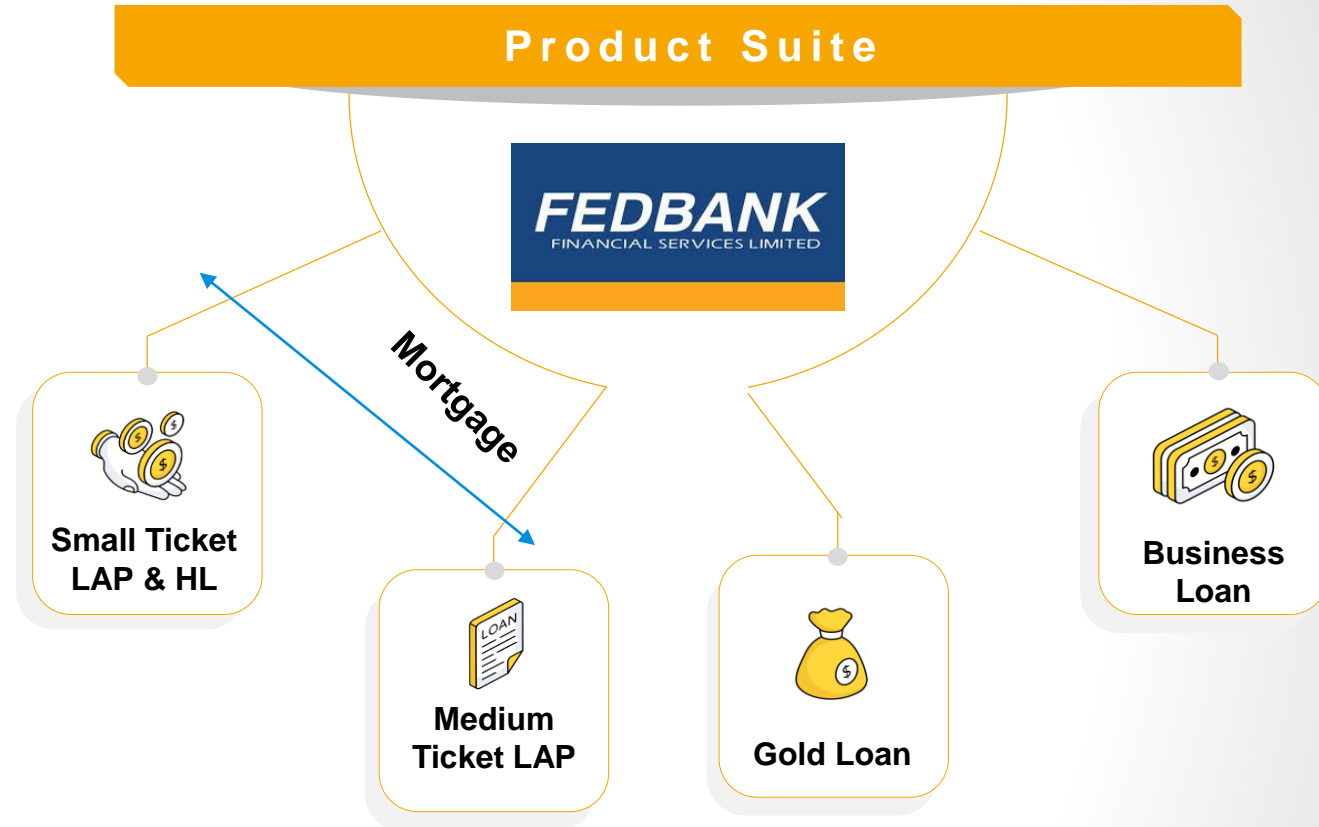 Product Suite
FEDBANK
FINANCIAL SERVICES LIMITED
Mortgage
Small Ticket
LAP & HL
LOAN
Medium
Ticket LAP
Gold Loan
Business
Loan